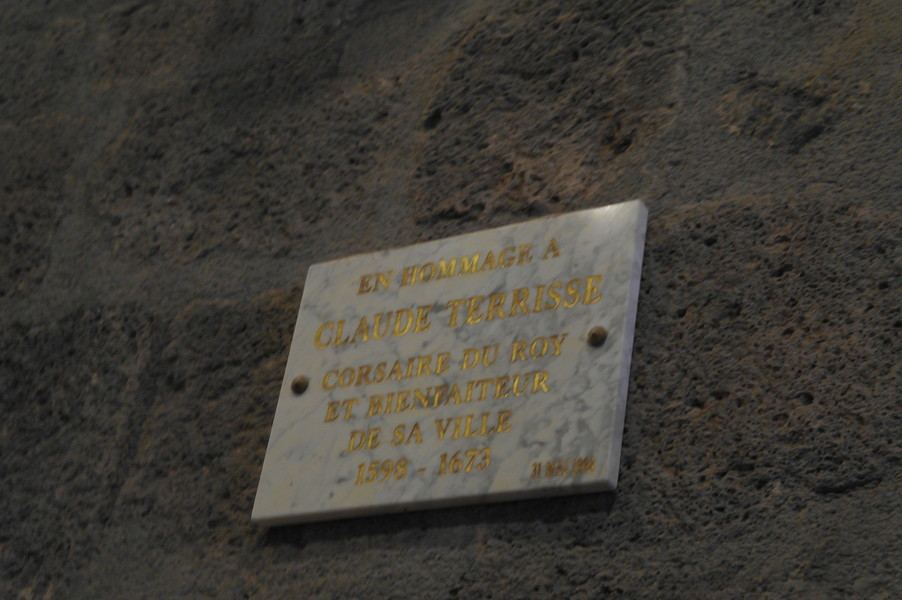 EN HOMMAGE A
CLAUDE TERRISSE
CORSAIRE DU ROY
ET BIENFAITEUR
DE SA VILLE
1598 - 1673